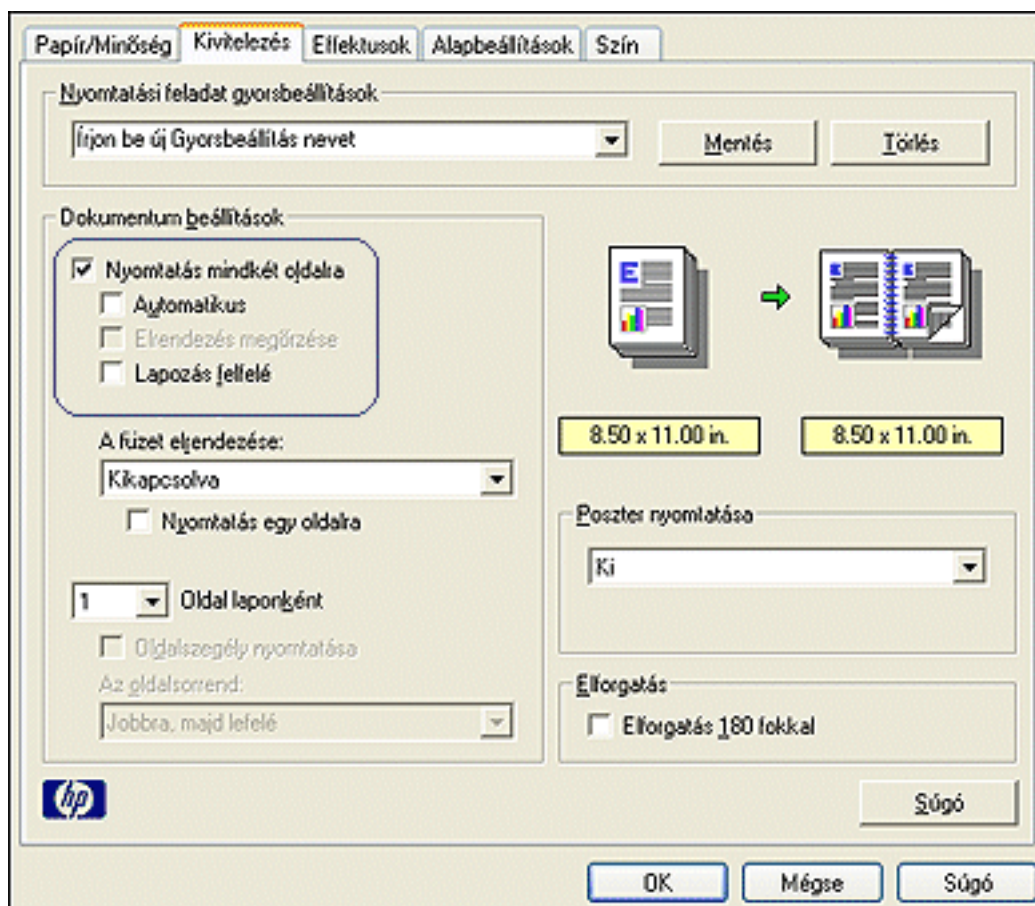 Papír/Minőség Kivitelezés Effektusok Alapbeállítások Szín
Nyomtatási feladat gyorsbeállítások
Írjon be új Gyorsbeállítás nevet Mentés Törlés
Dokumentum beállítások
Nyomtatás mindkét oldalra
Automatikus
Elrendezés megőrzése
Lapozás felfelé
A füzet elrendezése:
Kikapcsolva
Nyomtatás egy oldalra
1 Oldal laponként
Oldalszegély nyomtatása
Az oldalsorrend:
Jobbra, majd lefelé
E
E E
8.50 x 11.00 in. 8.50 x 11.00 in.
Poszter nyomtatása
Ki
Elforgatás
Elforgatás 180 fokkal
hp
Súgó
OK Mégse Súgó